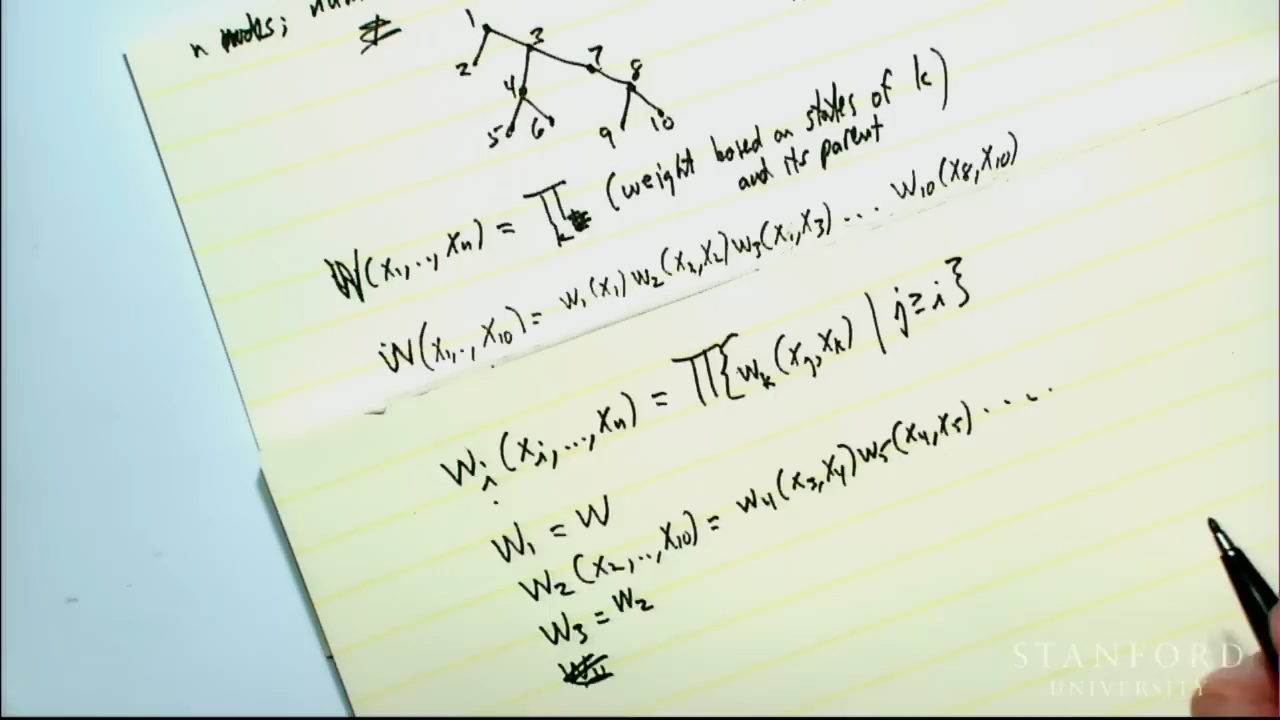 n nodes;
1
3
2
7
8
4
5 6
9 10
W(x₁,..,xₙ) = ∏ₖ (weight based on states of k)
and its parent
W(x₁,..,x₁₀) = w₁(x₁) w₂(x₁,x₂) w₃(x₁,x₃) ... w₁₀(x₈,x₁₀)
Wᵢ(xᵢ,...,xₙ) = ∏{wₖ(xⱼ,xₖ) | j≥i}
W₁ = W
W₂(x₂,..,x₁₀) = w₄(x₃,x₄) w₅(x₄,x₅) .....
W₃ = W₂
STANFORD
UNIVERSITY